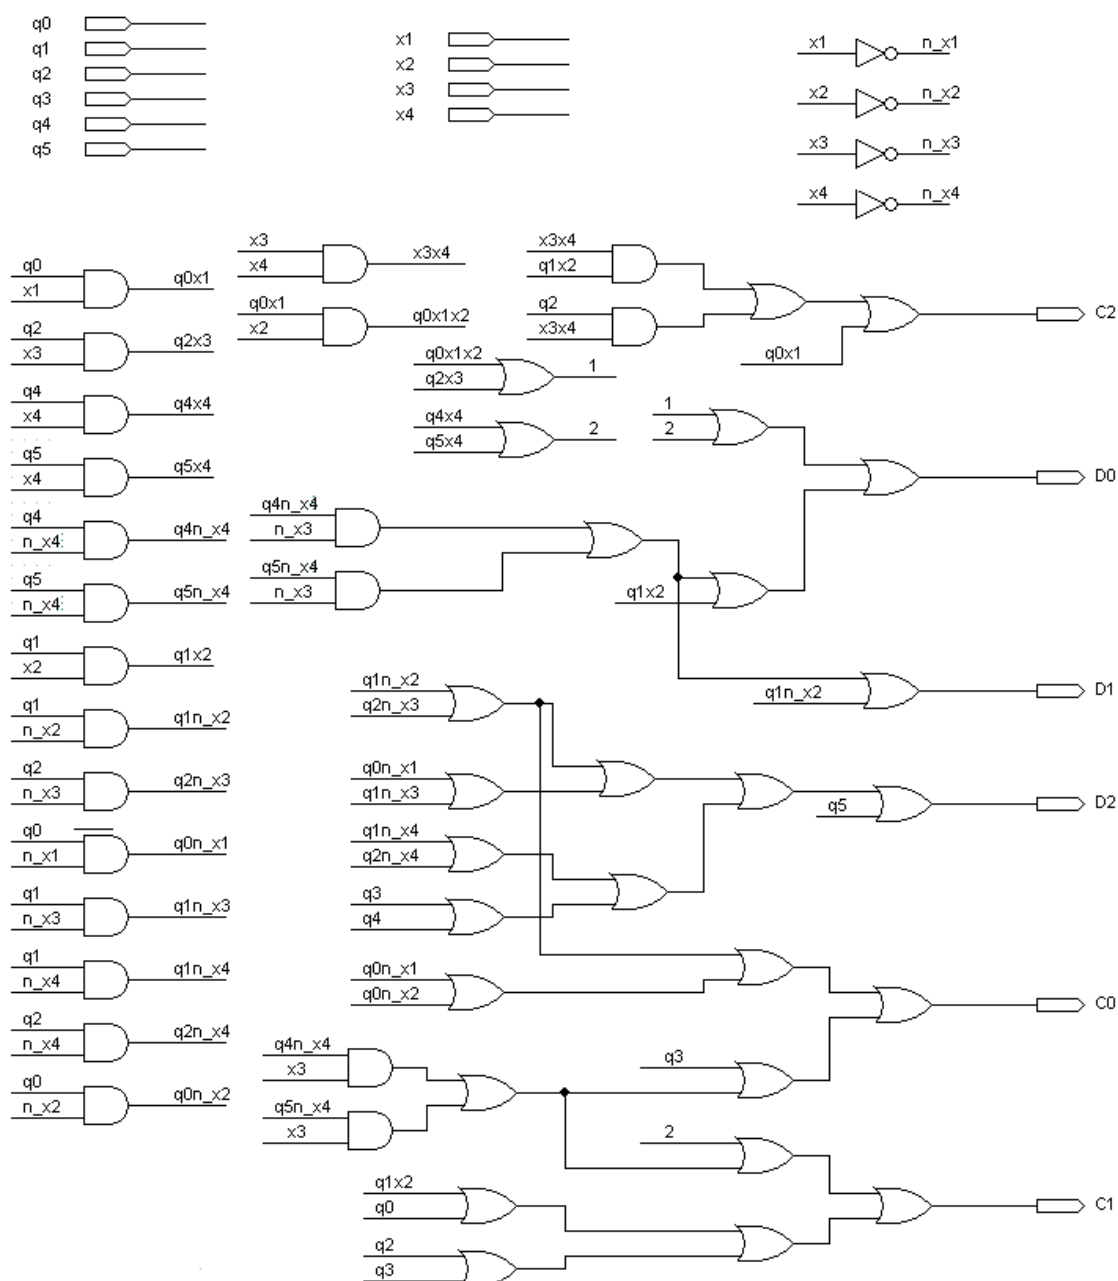 q0
q1
q2
q3
q4
q5
x1
x2
x3
x4
x1 n_x1
x2 n_x2
x3 n_x3
x4 n_x4
q0
x1
q0x1
q2
x3
q2x3
q4
x4
q4x4
q5
x4
q5x4
q4
n_x4
q4n_x4
q5
n_x4
q5n_x4
q1
x2
q1x2
q1
n_x2
q1n_x2
q2
n_x3
q2n_x3
q0
n_x1
q0n_x1
q1
n_x3
q1n_x3
q1
n_x4
q1n_x4
q2
n_x4
q2n_x4
q0
n_x2
q0n_x2
x3
x4
x3x4
q0x1
x2
q0x1x2
x3x4
q1x2
q2
x3x4
q0x1
C2
q0x1x2
q2x3
1
q4x4
q5x4
2
1
2
D0
q4n_x4
n_x3
q5n_x4
n_x3
q1x2
q1n_x2
D1
q1n_x2
q2n_x3
q0n_x1
q1n_x3
q1n_x4
q2n_x4
q3
q4
q5
D2
q0n_x1
q0n_x2
q3
C0
q4n_x4
x3
q5n_x4
x3
2
q1x2
q0
q2
q3
C1